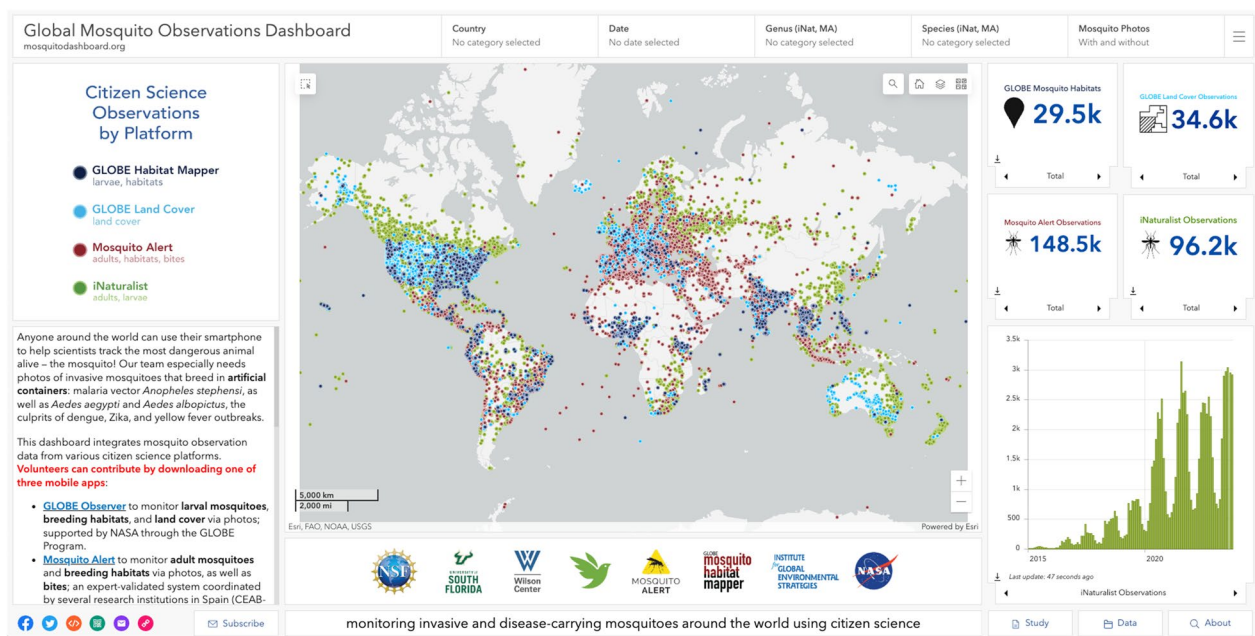 Global Mosquito Observations Dashboard
mosquitodashboard.org
Country
No category selected
Date
No date selected
Genus (iNat, MA)
No category selected
Species (iNat, MA)
No category selected
Mosquito Photos
With and without
Citizen Science
Observations
by Platform
GLOBE Habitat Mapper
larvae, habitats
GLOBE Land Cover
land cover
Mosquito Alert
adults, habitats, bites
iNaturalist
adults, larvae
Anyone around the world can use their smartphone
to help scientists track the most dangerous animal
alive – the mosquito! Our team especially needs
photos of invasive mosquitoes that breed in artificial
containers: malaria vector Anopheles stephensi, as
well as Aedes aegypti and Aedes albopictus, the
culprits of dengue, Zika, and yellow fever outbreaks.
This dashboard integrates mosquito observation
data from various citizen science platforms.
Volunteers can contribute by downloading one of
three mobile apps:
• GLOBE Observer to monitor larval mosquitoes,
breeding habitats, and land cover via photos;
supported by NASA through the GLOBE
Program.
• Mosquito Alert to monitor adult mosquitoes
and breeding habitats via photos, as well as
bites; an expert-validated system coordinated
by several research institutions in Spain (CEAB-
Subscribe
5,000 km
2,000 mi
Esri, FAO, NOAA, USGS
Powered by Esri
NSF
UNIVERSITY of
SOUTH
FLORIDA
Wilson
Center
MOSQUITO
ALERT
GLOBE
mosquito
habitat
mapper
INSTITUTE
for GLOBAL
ENVIRONMENTAL
STRATEGIES
NASA
monitoring invasive and disease-carrying mosquitoes around the world using citizen science
GLOBE Mosquito Habitats
29.5k
Total
GLOBE Land Cover Observations
34.6k
Total
Mosquito Alert Observations
148.5k
Total
iNaturalist Observations
96.2k
Total
3.5k
3k
2.5k
2k
1.5k
1k
500
0
2015
2020
Last update: 47 seconds ago
iNaturalist Observations
Study
Data
About